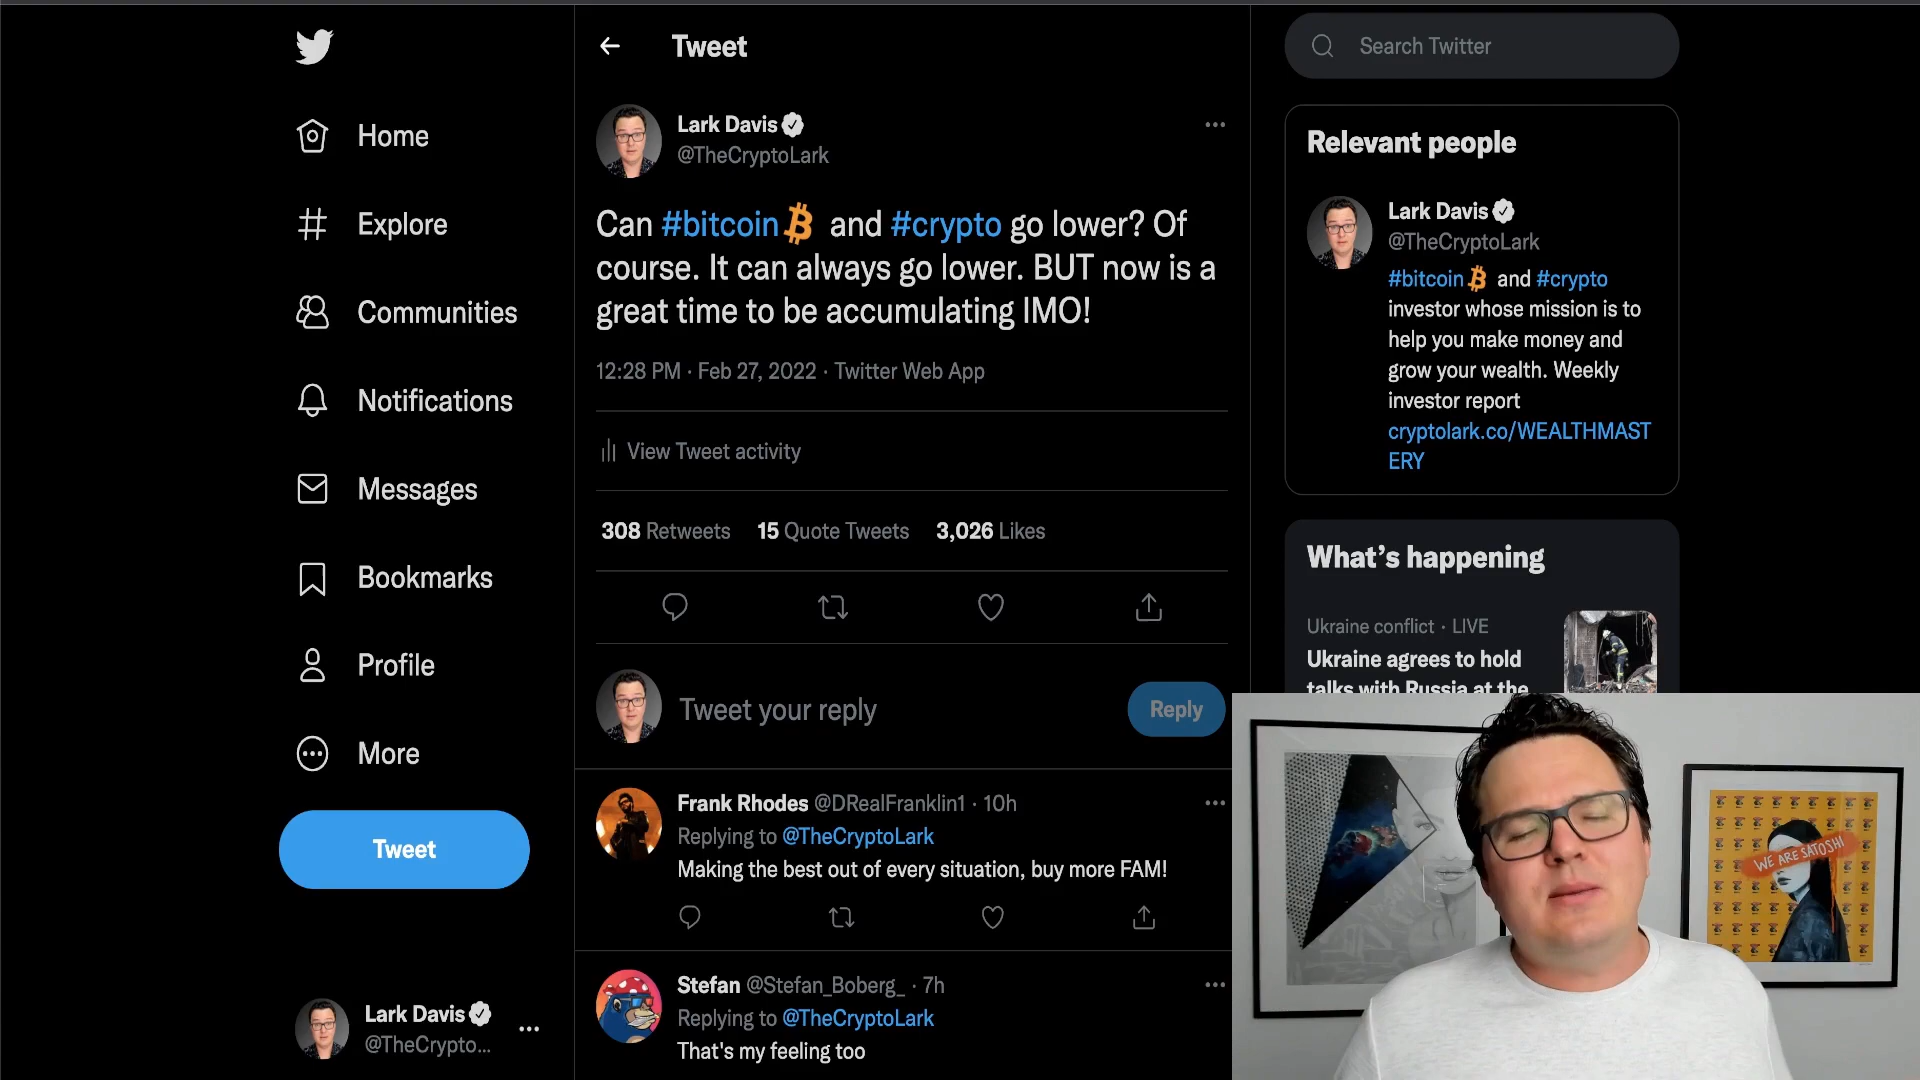 Home
Explore
Communities
Notifications
Messages
Bookmarks
Profile
More
Tweet
Lark Davis
@TheCrypto...
Tweet
Lark Davis
@TheCryptoLark
Can #bitcoin and #crypto go lower? Of
course. It can always go lower. BUT now is a
great time to be accumulating IMO!
12:28 PM · Feb 27, 2022 · Twitter Web App
View Tweet activity
308 Retweets 15 Quote Tweets 3,026 Likes
Tweet your reply
Reply
Frank Rhodes @DRealFranklin1 · 10h
Replying to @TheCryptoLark
Making the best out of every situation, buy more FAM!
Stefan @Stefan_Boberg_ · 7h
Replying to @TheCryptoLark
That's my feeling too
Search Twitter
Relevant people
Lark Davis
@TheCryptoLark
#bitcoin and #crypto
investor whose mission is to
help you make money and
grow your wealth. Weekly
investor report
cryptolark.co/WEALTHMAST
ERY
What's happening
Ukraine conflict · LIVE
Ukraine agrees to hold
talks with Russia at the
WE ARE SATOSHI